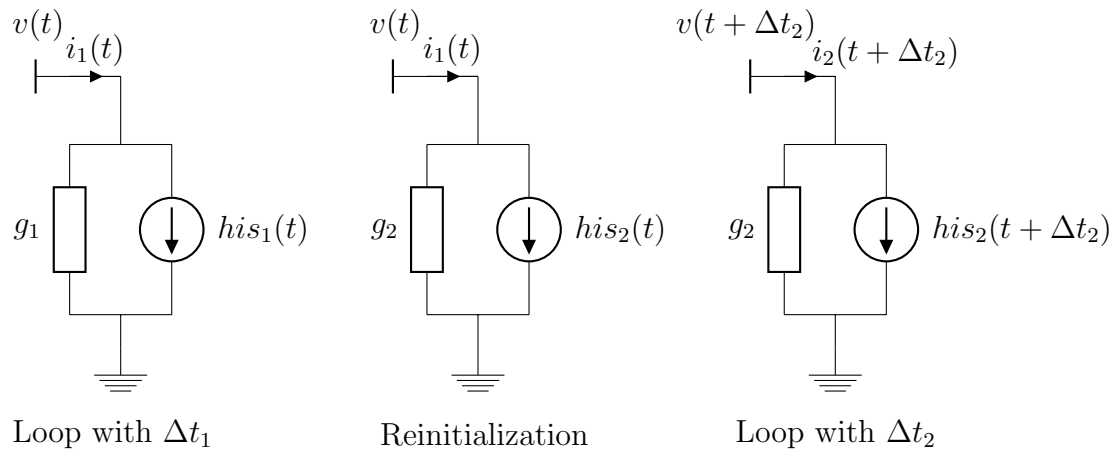 v(t)
i₁(t)
g₁
his₁(t)
Loop with Δt₁
v(t)
i₁(t)
g₂
his₂(t)
Reinitialization
v(t + Δt₂)
i₂(t + Δt₂)
g₂
his₂(t + Δt₂)
Loop with Δt₂